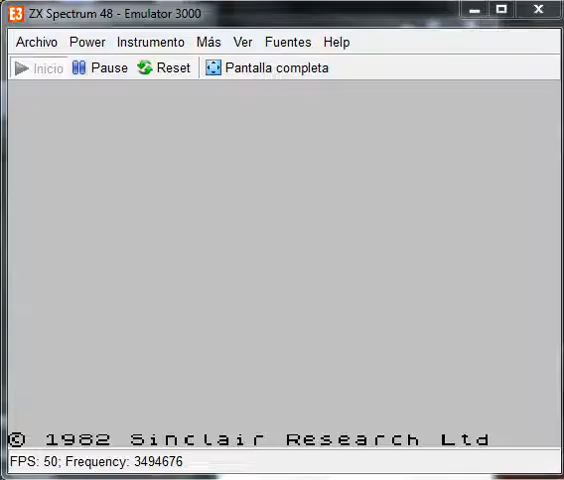 E3 ZX Spectrum 48 - Emulator 3000
Archivo Power Instrumento Más Ver Fuentes Help
Inicio Pause Reset Pantalla completa
© 1982 Sinclair Research Ltd
FPS: 50; Frequency: 3494676